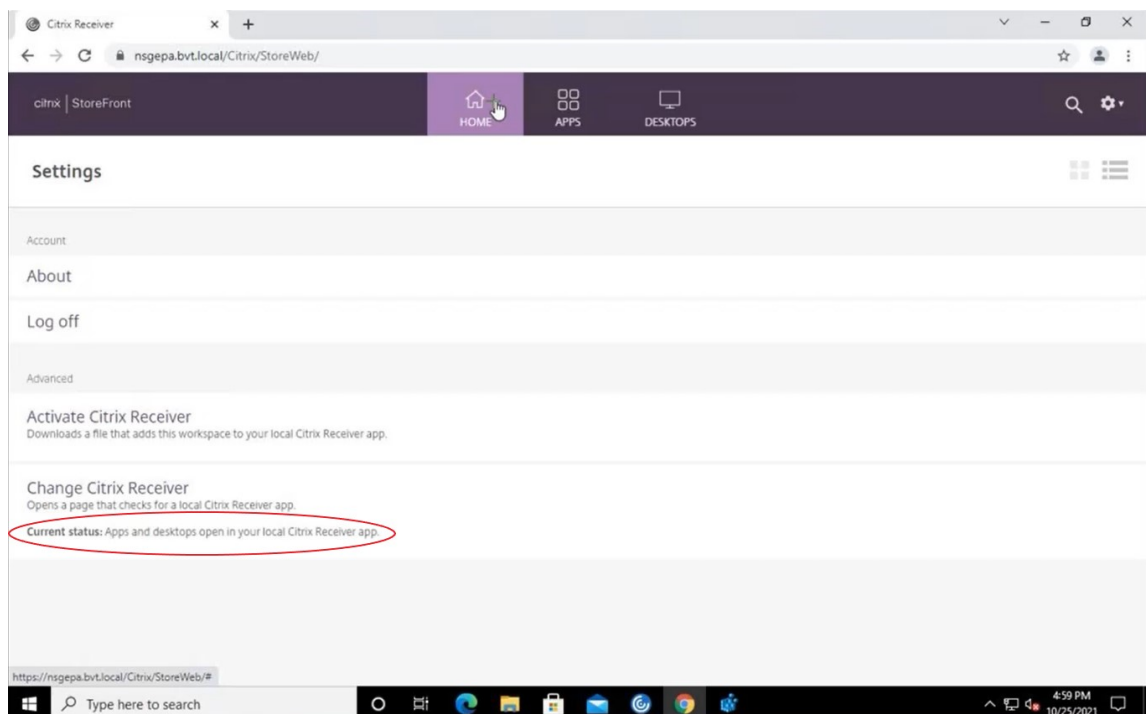 Citrix Receiver
nsgepa.bvt.local/Citrix/StoreWeb/
citrix | StoreFront
HOME
APPS
DESKTOPS
Settings
Account
About
Log off
Advanced
Activate Citrix Receiver
Downloads a file that adds this workspace to your local Citrix Receiver app.
Change Citrix Receiver
Opens a page that checks for a local Citrix Receiver app.
Current status: Apps and desktops open in your local Citrix Receiver app.
https://nsgepa.bvt.local/Citrix/StoreWeb/#
Type here to search
4:59 PM
10/25/2021